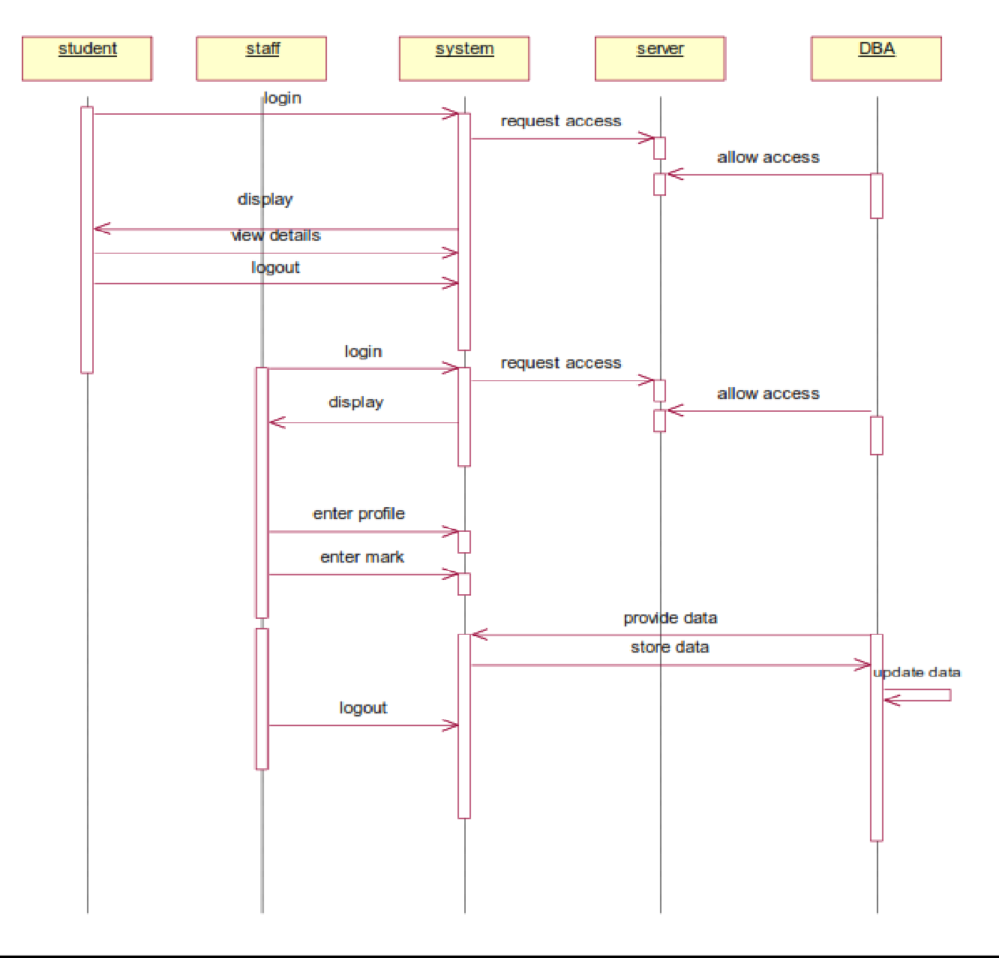 student
staff
system
server
DBA
login
request access
allow access
display
view details
logout
login
request access
allow access
display
enter profile
enter mark
provide data
store data
update data
logout